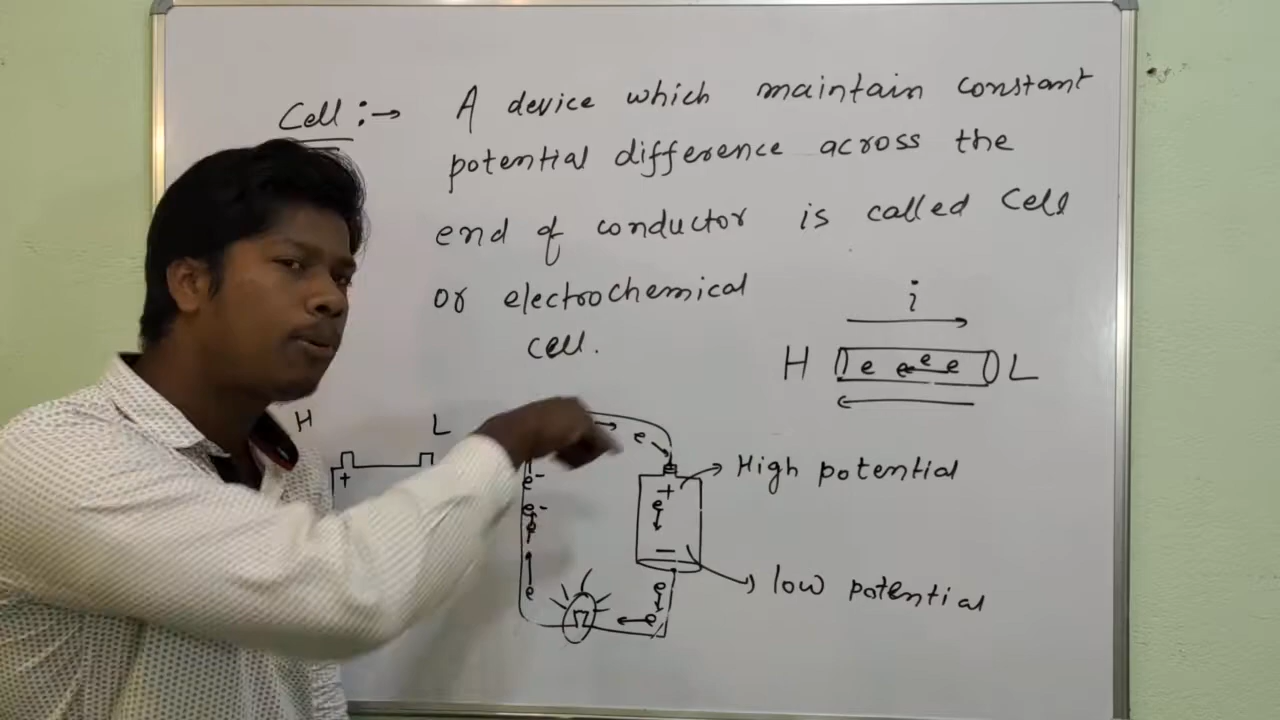 Cell :→ A device which maintain constant
potential difference across the
end of conductor is called Cell
or electrochemical
cell.
i
H e e e e L
H L
+
e
e-
e-
e
e
+ High potential
e
- low potential
e
e